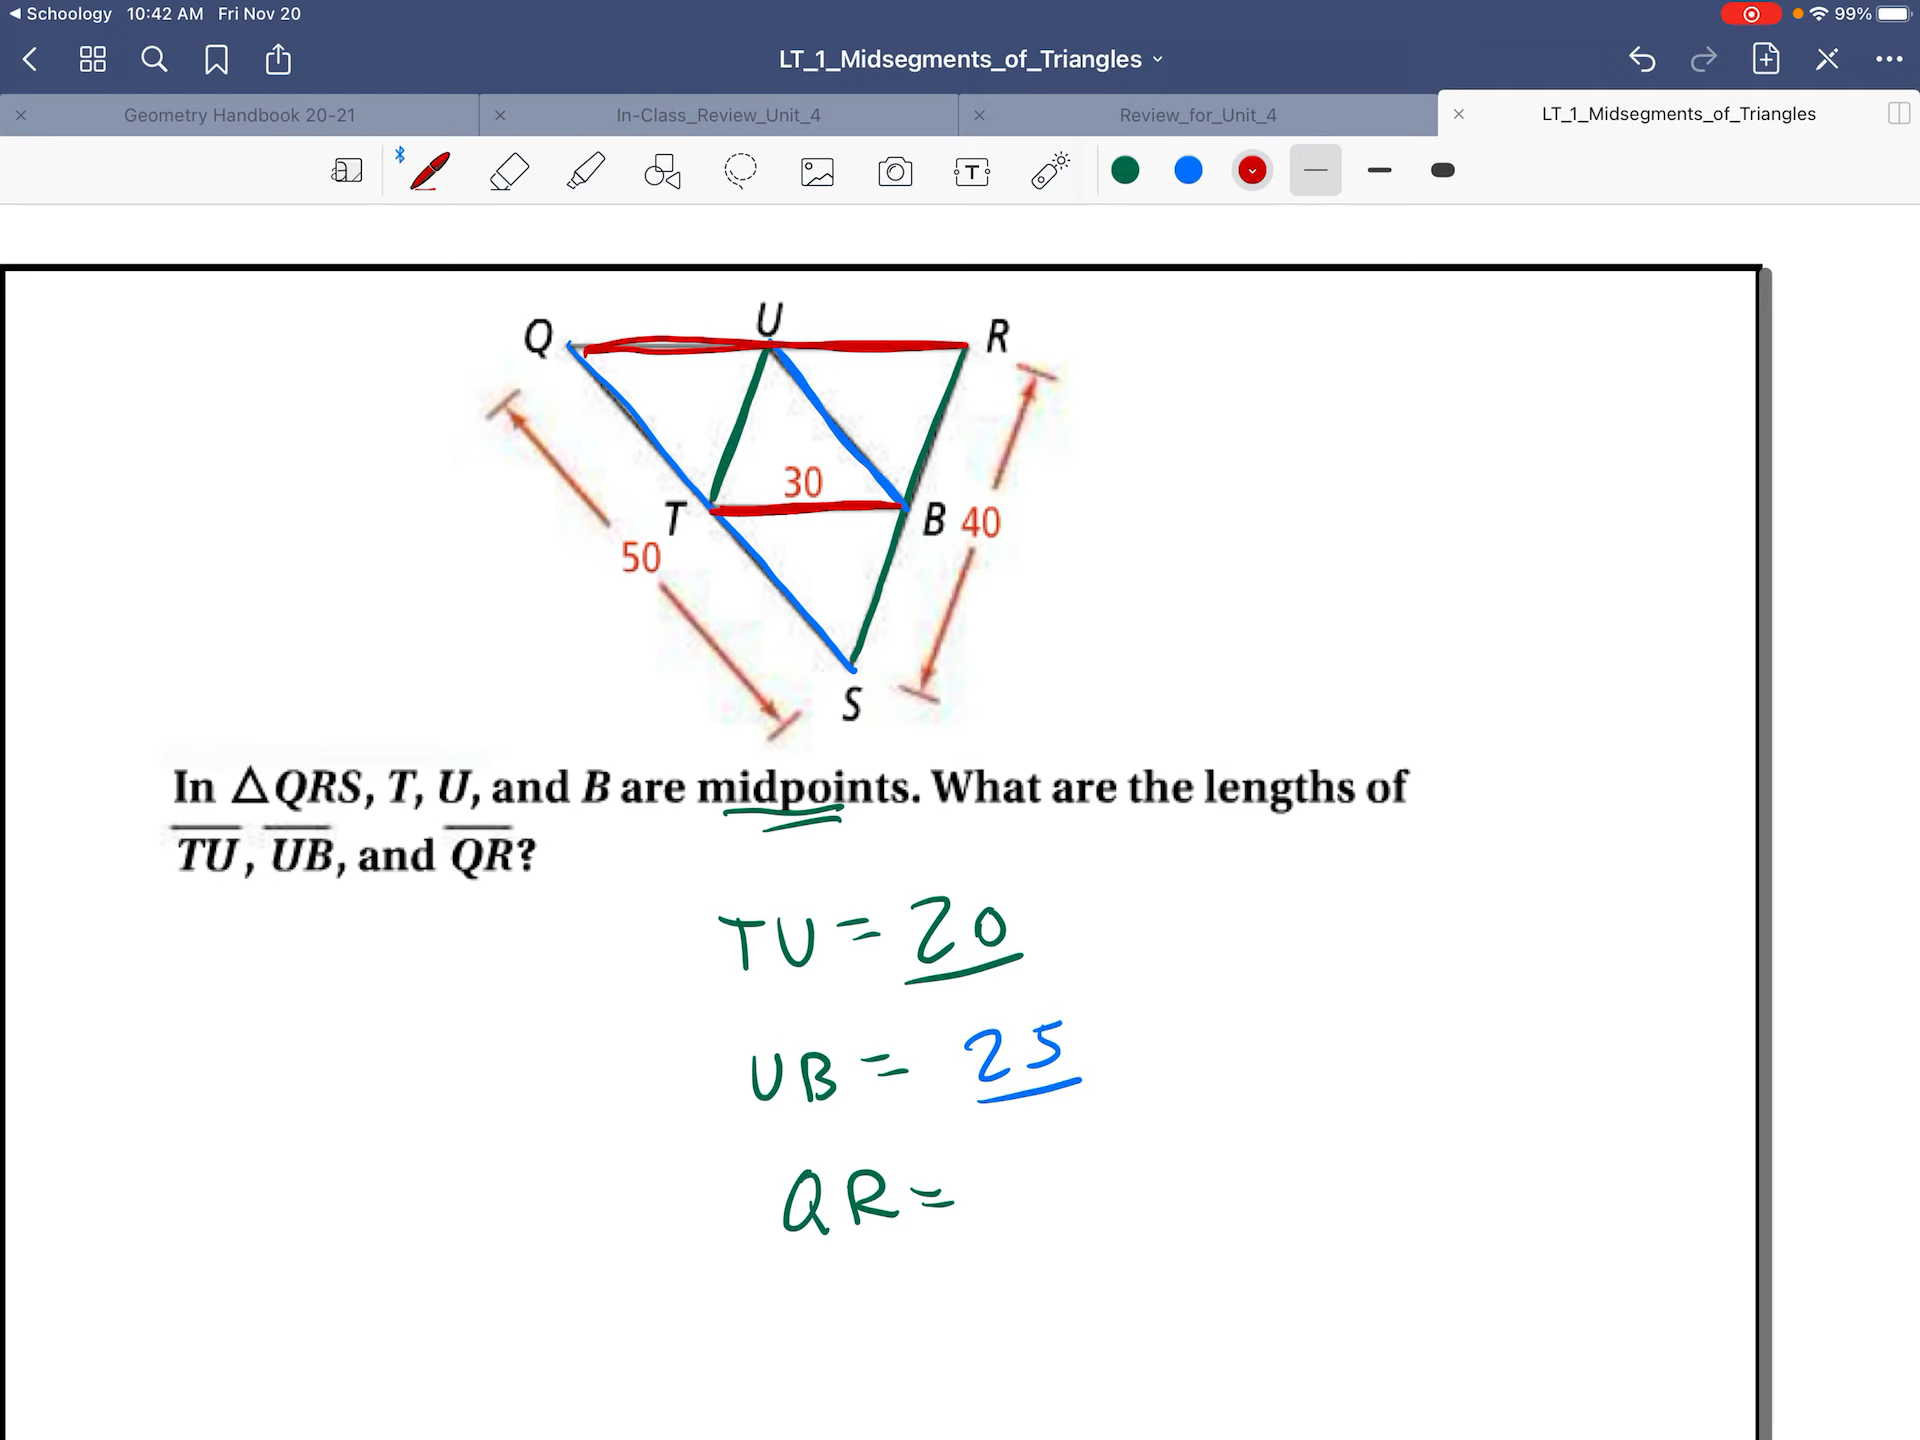 Schoology 10:42 AM Fri Nov 20 99%
LT_1_Midsegments_of_Triangles
Geometry Handbook 20-21 In-Class_Review_Unit_4 Review_for_Unit_4 LT_1_Midsegments_of_Triangles
a T
Q U R
30
T B 40
50
S
In △QRS, T, U, and B are midpoints. What are the lengths of
TU, UB, and QR?
TU = 20
UB = 25
QR =